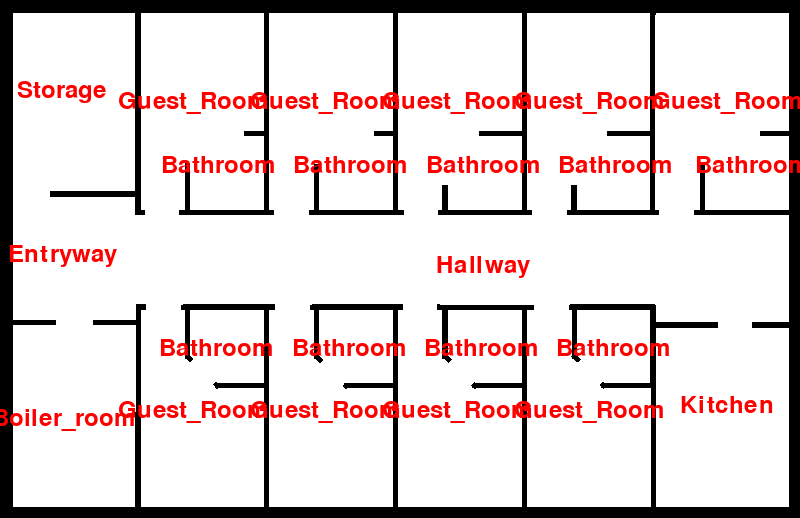 Storage
Guest_Room Guest_Room Guest_Room Guest_Room Guest_Room
Bathroom Bathroom Bathroom Bathroom Bathroom
Entryway
Hallway
Bathroom Bathroom Bathroom Bathroom
Boiler_room Guest_Room Guest_Room Guest_Room Guest_Room Kitchen